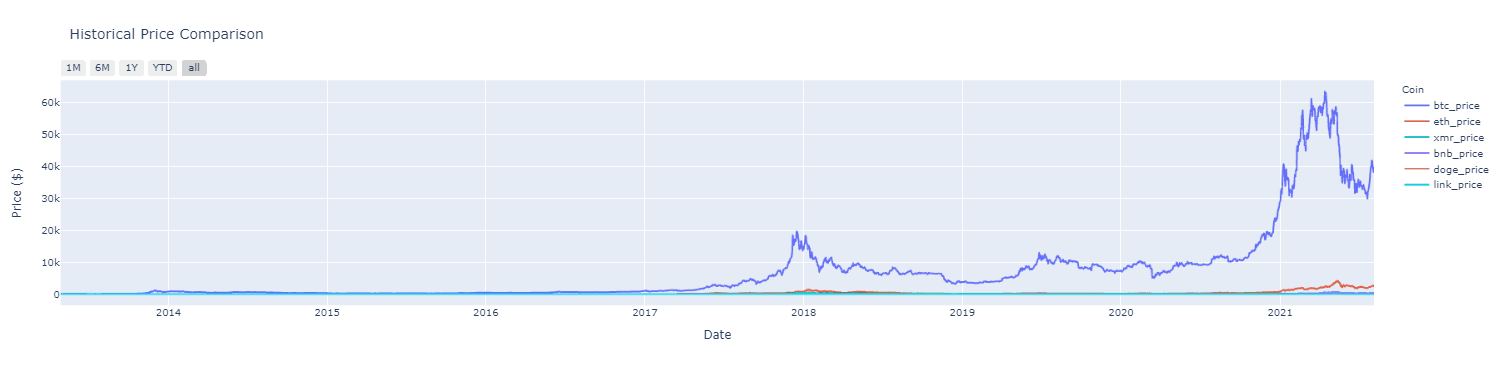 Historical Price Comparison
1M 6M 1Y YTD all
Coin
btc_price
eth_price
xmr_price
bnb_price
doge_price
link_price
Price ($)
60k
50k
40k
30k
20k
10k
0
2014 2015 2016 2017 2018 2019 2020 2021
Date